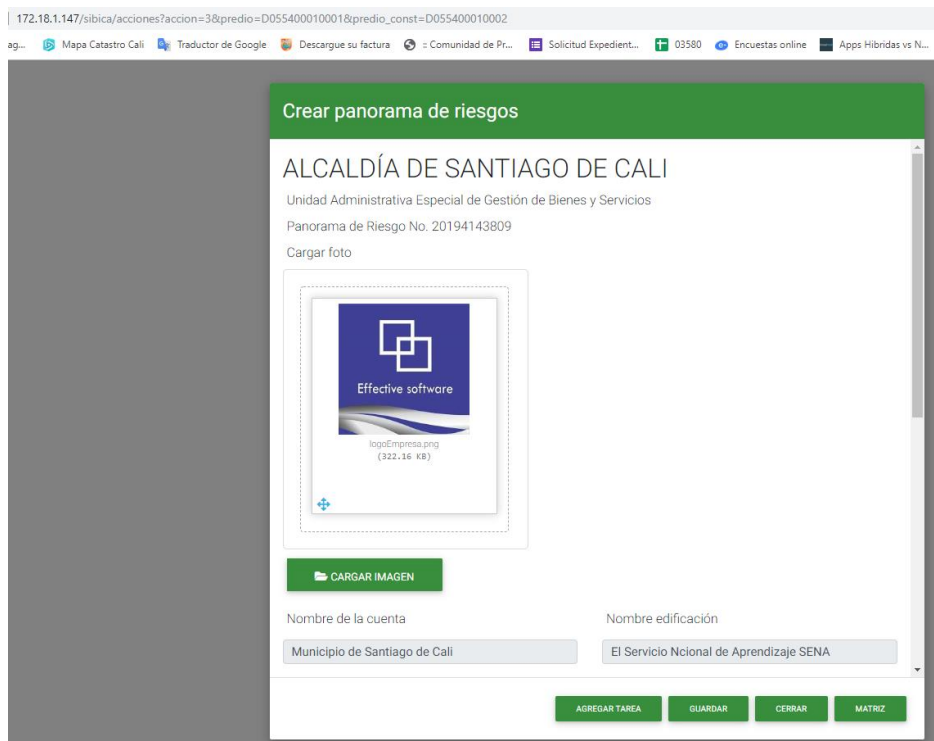 172.18.1.147/sibica/acciones?accion=3&predio=D055400010001&predio_const=D055400010002
ag... Mapa Catastro Cali Traductor de Google Descargue su factura :: Comunidad de Pr... Solicitud Expedient... 03580 Encuestas online Apps Hibridas vs N...
Crear panorama de riesgos
ALCALDÍA DE SANTIAGO DE CALI
Unidad Administrativa Especial de Gestión de Bienes y Servicios
Panorama de Riesgo No. 20194143809
Cargar foto
Effective software
logoEmpresa.png
(322.16 KB)
CARGAR IMAGEN
Nombre de la cuenta Nombre edificación
Municipio de Santiago de Cali El Servicio Ncional de Aprendizaje SENA
AGREGAR TAREA GUARDAR CERRAR MATRIZ